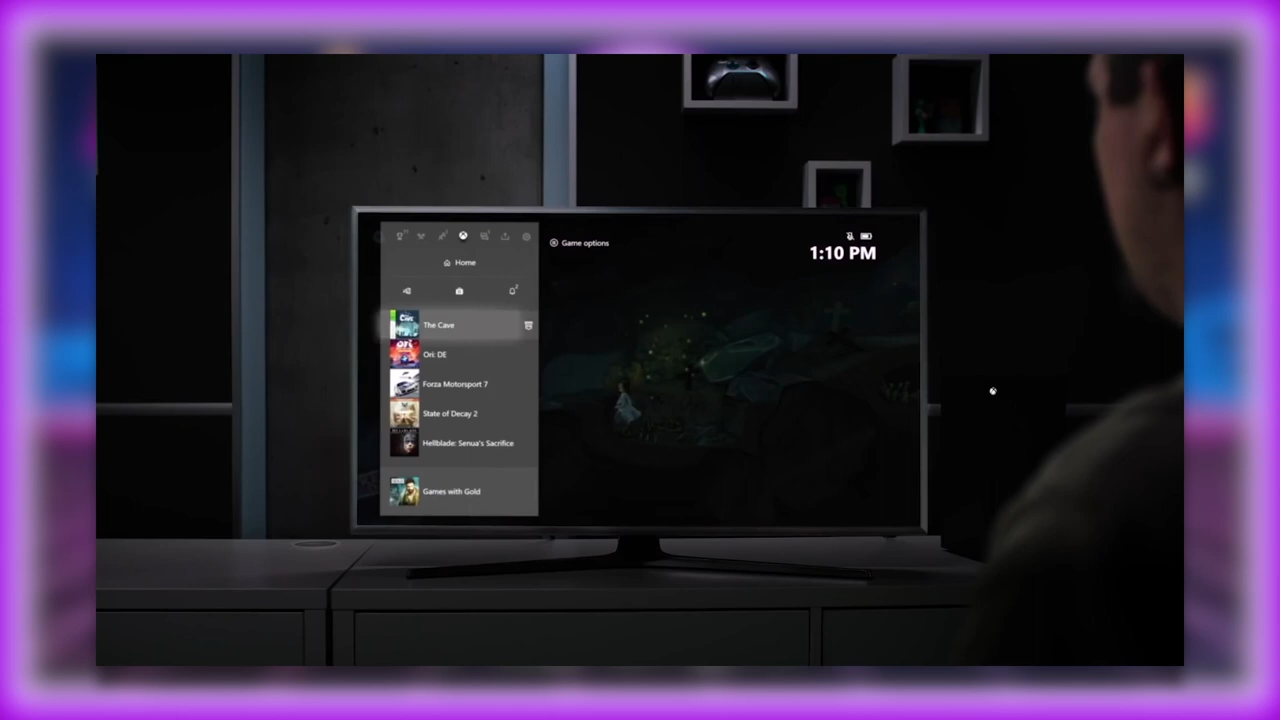 Home
Game options
1:10 PM
The Cave
Ori: DE
Forza Motorsport 7
State of Decay 2
Hellblade: Senua's Sacrifice
Games with Gold